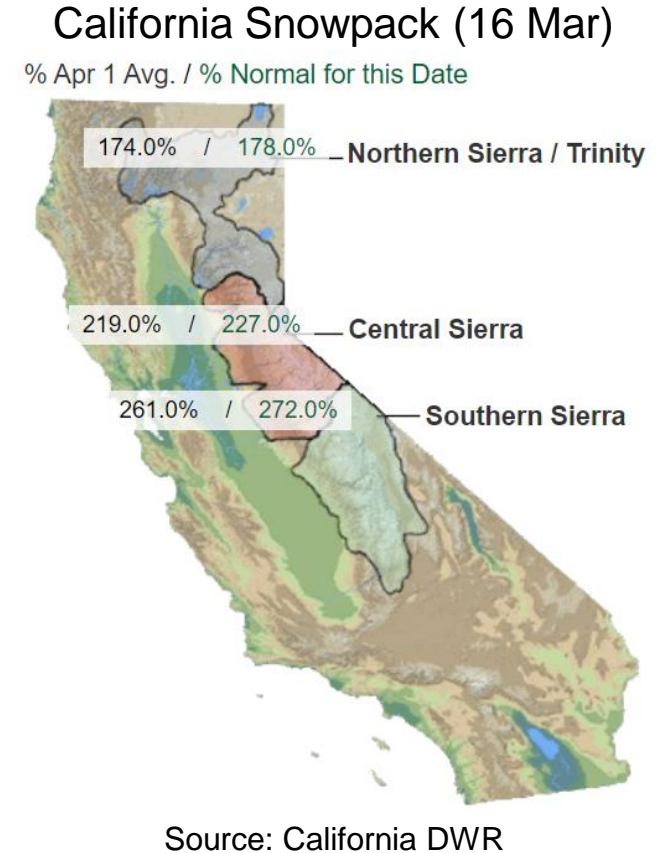 California Snowpack (16 Mar)
% Apr 1 Avg. / % Normal for this Date
174.0% / 178.0% Northern Sierra / Trinity
219.0% / 227.0% Central Sierra
261.0% / 272.0% Southern Sierra
Source: California DWR